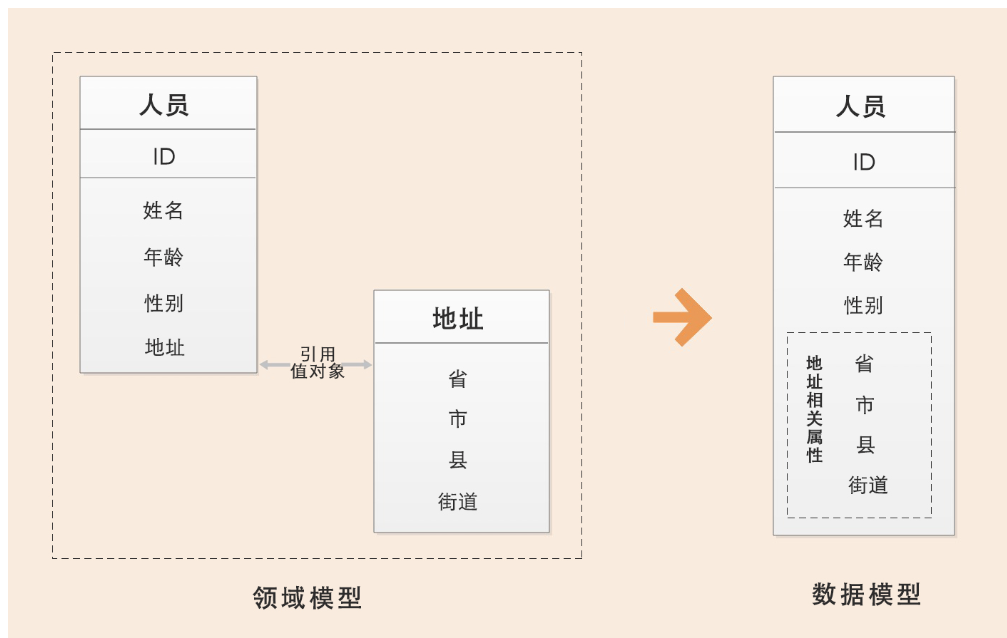 人员
ID
姓名
年龄
性别
地址
引用
值对象
地址
省
市
县
街道
领域模型
人员
ID
姓名
年龄
性别
地址相关属性
省
市
县
街道
数据模型